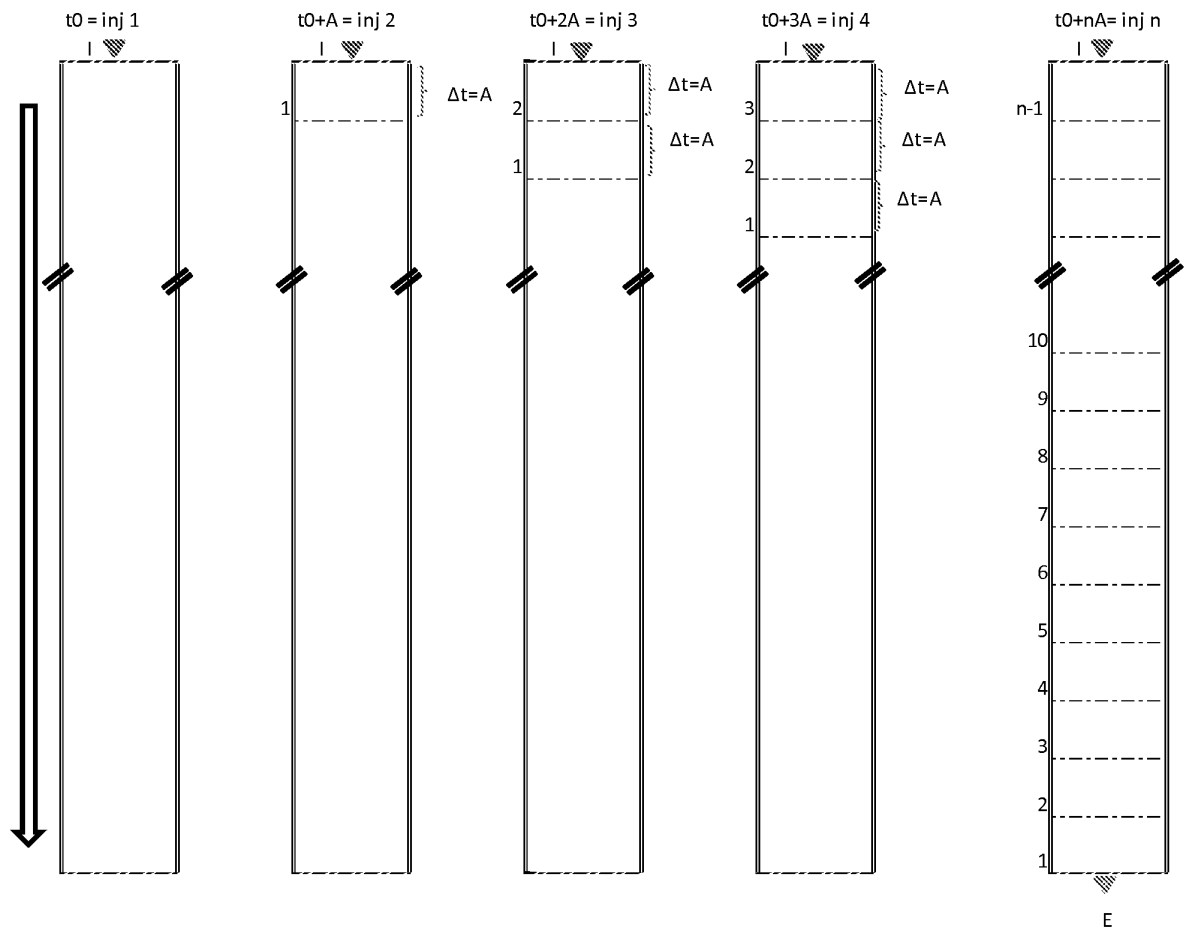 t0 = inj 1
t0+A = inj 2
t0+2A = inj 3
t0+3A = inj 4
t0+nA= inj n
I
I
I
I
I
1
Δt=A
2
Δt=A
1
Δt=A
3
Δt=A
2
Δt=A
1
Δt=A
n-1
10
9
8
7
6
5
4
3
2
1
E